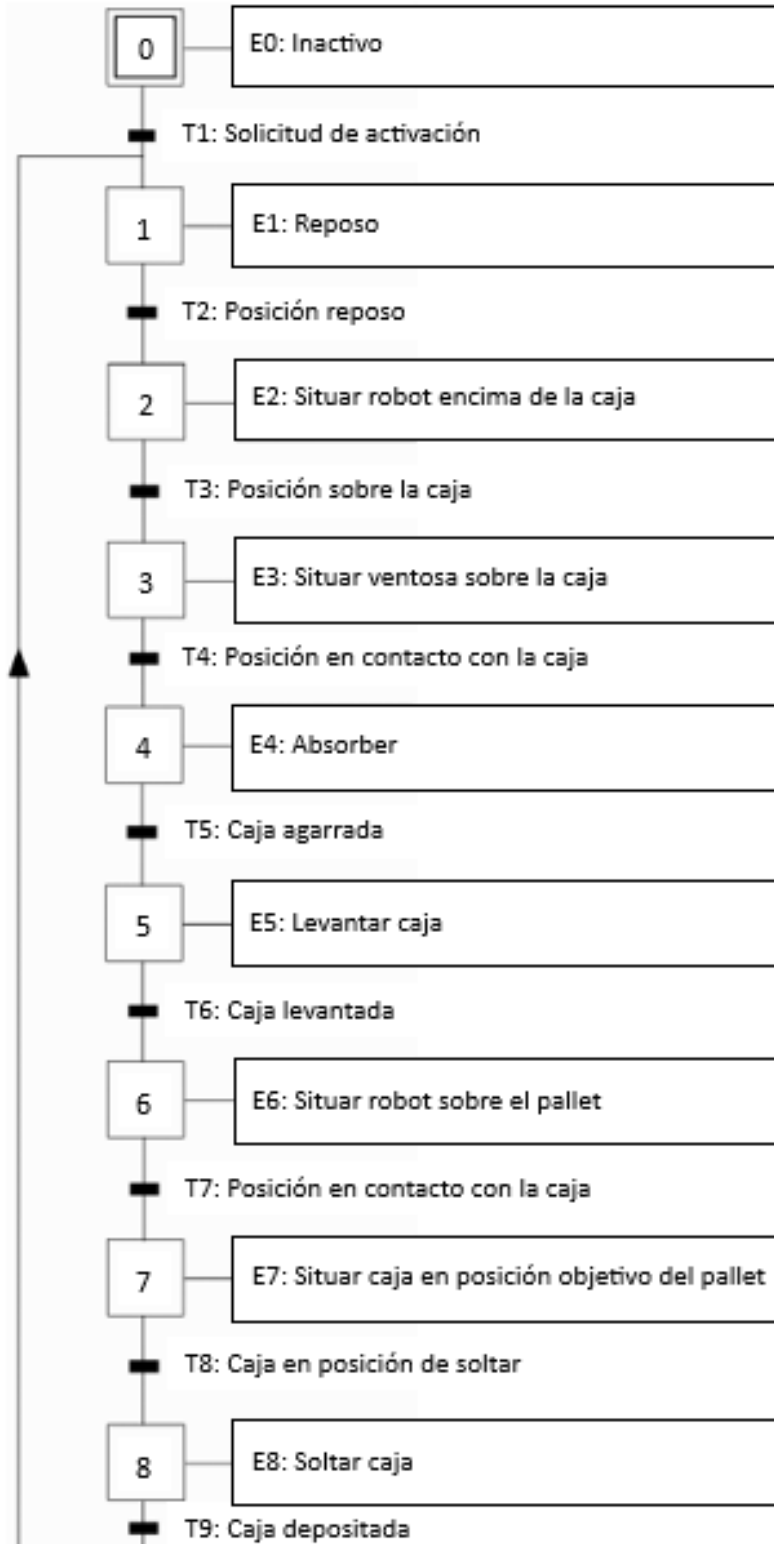 0
E0: Inactivo
T1: Solicitud de activación
1
E1: Reposo
T2: Posición reposo
2
E2: Situar robot encima de la caja
T3: Posición sobre la caja
3
E3: Situar ventosa sobre la caja
T4: Posición en contacto con la caja
4
E4: Absorber
T5: Caja agarrada
5
E5: Levantar caja
T6: Caja levantada
6
E6: Situar robot sobre el pallet
T7: Posición en contacto con la caja
7
E7: Situar caja en posición objetivo del pallet
T8: Caja en posición de soltar
8
E8: Soltar caja
T9: Caja depositada